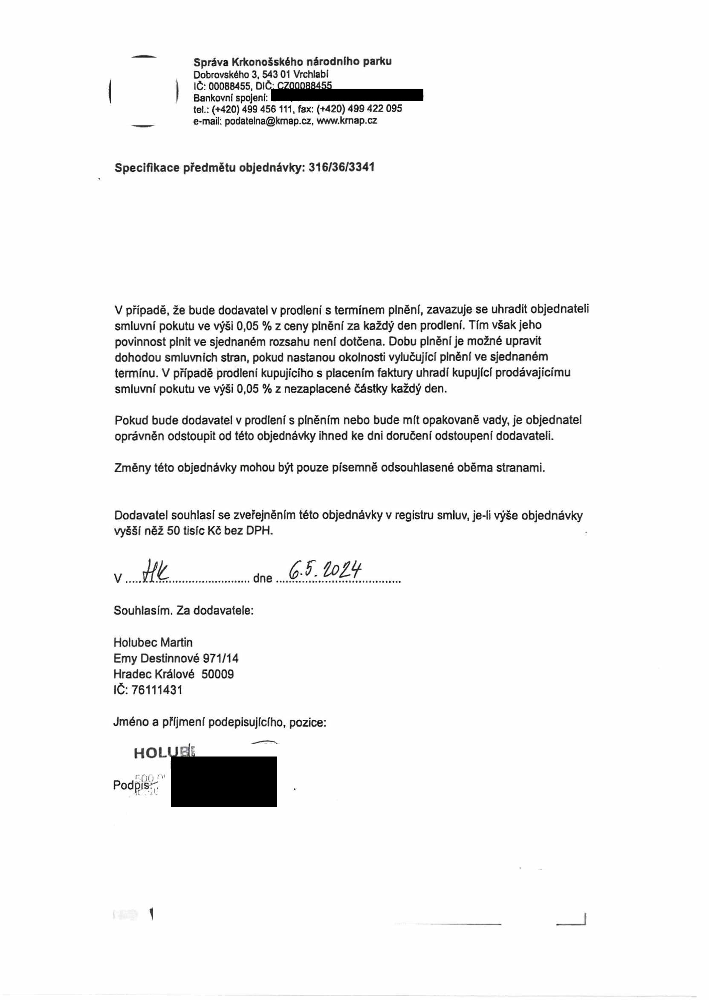 Správa Krkonošského národního parku
Dobrovského 3, 543 01 Vrchlabí
IČ: 00088455, DIČ: CZ00088455
Bankovní spojení:
tel.: (+420) 499 456 111, fax: (+420) 499 422 095
e-mail: podatelna@krnap.cz, www.krnap.cz
Specifikace předmětu objednávky: 316/36/3341
V případě, že bude dodavatel v prodlení s termínem plnění, zavazuje se uhradit objednateli
smluvní pokutu ve výši 0,05 % z ceny plnění za každý den prodlení. Tím však jeho
povinnost plnit ve sjednaném rozsahu není dotčena. Dobu plnění je možné upravit
dohodou smluvních stran, pokud nastanou okolnosti vylučující plnění ve sjednaném
termínu. V případě prodlení kupujícího s placením faktury uhradí kupující prodávajícímu
smluvní pokutu ve výši 0,05 % z nezaplacené částky každý den.
Pokud bude dodavatel v prodlení s plněním nebo bude mít opakovaně vady, je objednatel
oprávněn odstoupit od této objednávky ihned ke dni doručení odstoupení dodavateli.
Změny této objednávky mohou být pouze písemně odsouhlasené oběma stranami.
Dodavatel souhlasí se zveřejněním této objednávky v registru smluv, je-li výše objednávky
vyšší něž 50 tisíc Kč bez DPH.
V HK dne 6.5.2024
Souhlasím. Za dodavatele:
Holubec Martin
Emy Destinnové 971/14
Hradec Králové 50009
IČ: 76111431
Jméno a příjmení podepisujícího, pozice:
HOLUBE
Podpis: